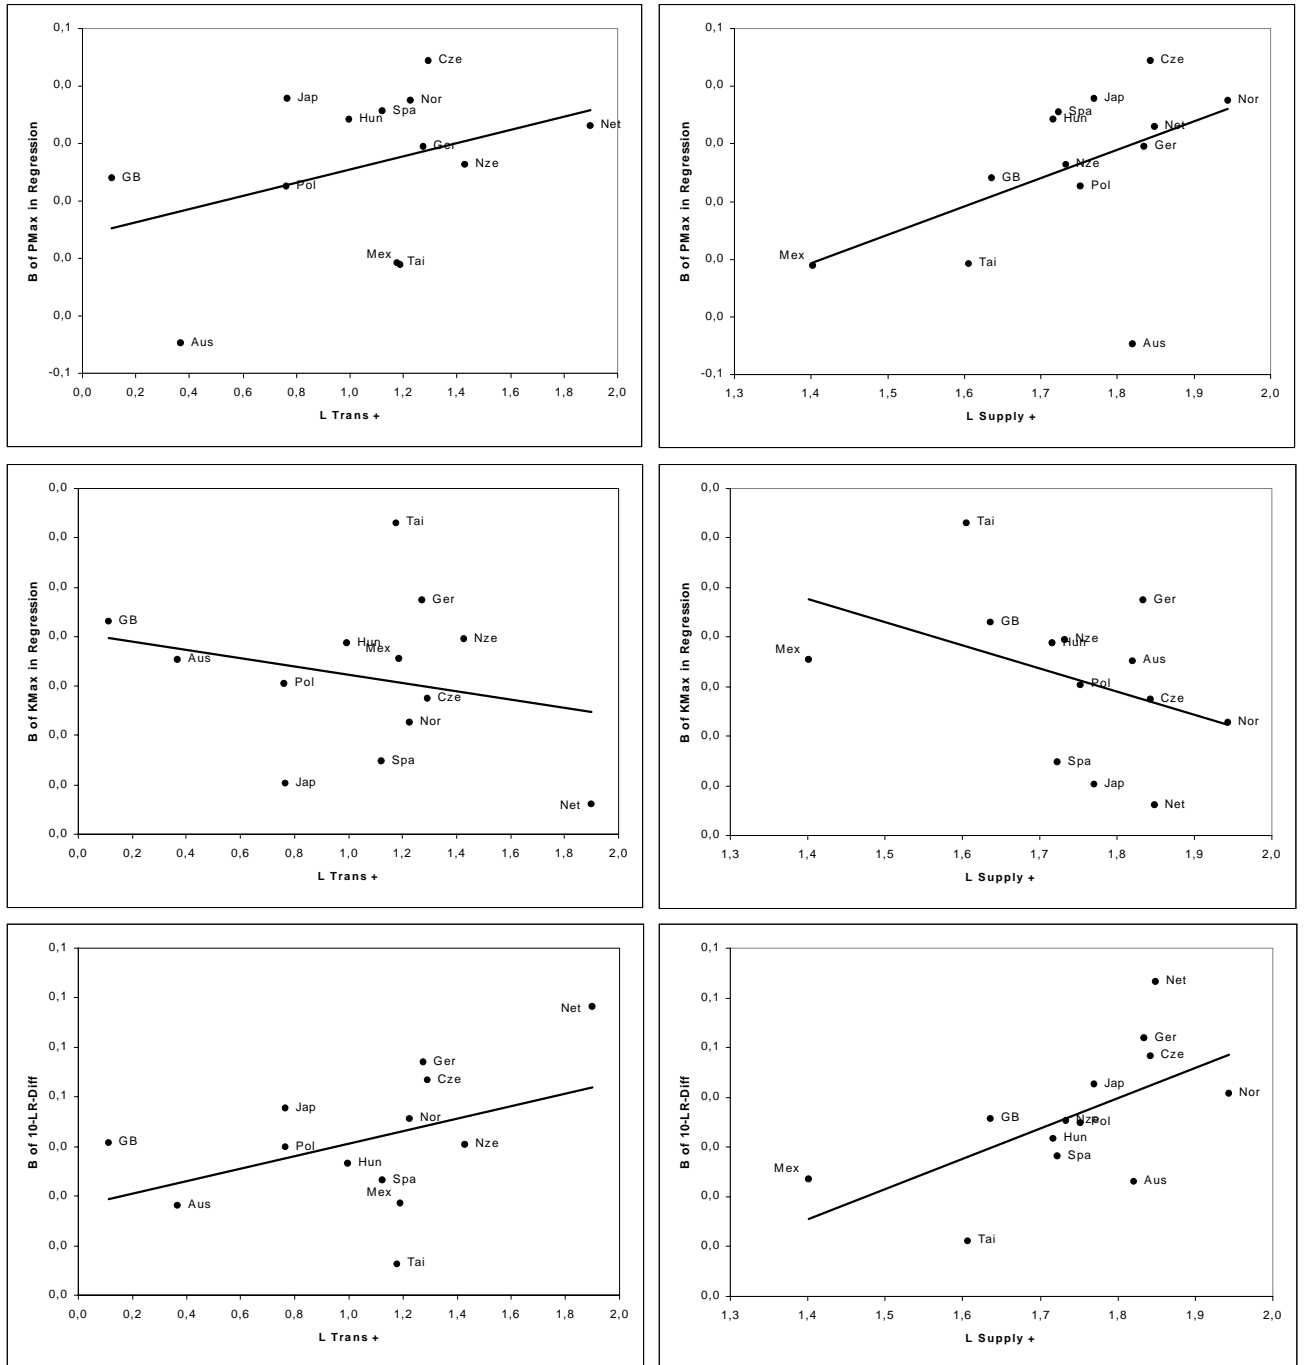 0,1
Cze
0,0
Jap
Nor
Spa
Hun
Net
0,0
Ger
Nze
GB
Pol
0,0
Mex
Tai
0,0
0,0
Aus
-0,1
0,0 0,2 0,4 0,6 0,8 1,0 1,2 1,4 1,6 1,8 2,0
L Trans +
B of PMax in Regression
0,1
Cze
0,0
Jap
Nor
Spa
Hun
Net
0,0
Ger
Nze
GB
Pol
0,0
Mex
Tai
0,0
0,0
Aus
-0,1
1,3 1,4 1,5 1,6 1,7 1,8 1,9 2,0
L Supply +
B of PMax in Regression
0,0
Tai
0,0
Ger
GB
0,0
Hun
Nze
Mex
Aus
Pol
0,0
Cze
Nor
0,0
Spa
0,0
Jap
Net
0,0
0,0 0,2 0,4 0,6 0,8 1,0 1,2 1,4 1,6 1,8 2,0
L Trans +
B of KMax in Regression
0,0
Tai
0,0
Ger
GB
0,0
Nze
Hun
Mex
Aus
Pol
0,0
Cze
Nor
0,0
Spa
0,0
Jap
Net
0,0
1,3 1,4 1,5 1,6 1,7 1,8 1,9 2,0
L Supply +
B of KMax in Regression
0,1
0,1
Net
Ger
0,1
Cze
0,1
Jap
Nor
GB
Pol
Nze
0,0
Hun
Spa
Mex
0,0
Aus
0,0
Tai
0,0
0,0 0,2 0,4 0,6 0,8 1,0 1,2 1,4 1,6 1,8 2,0
L Trans +
B of 10-LR-Diff
0,1
Net
0,1
Ger
0,1
Cze
Jap
Nor
0,1
GB
Nze
Pol
Hun
0,0
Spa
Mex
Aus
0,0
Tai
0,0
0,0
1,3 1,4 1,5 1,6 1,7 1,8 1,9 2,0
L Supply +
B of 10-LR-Diff